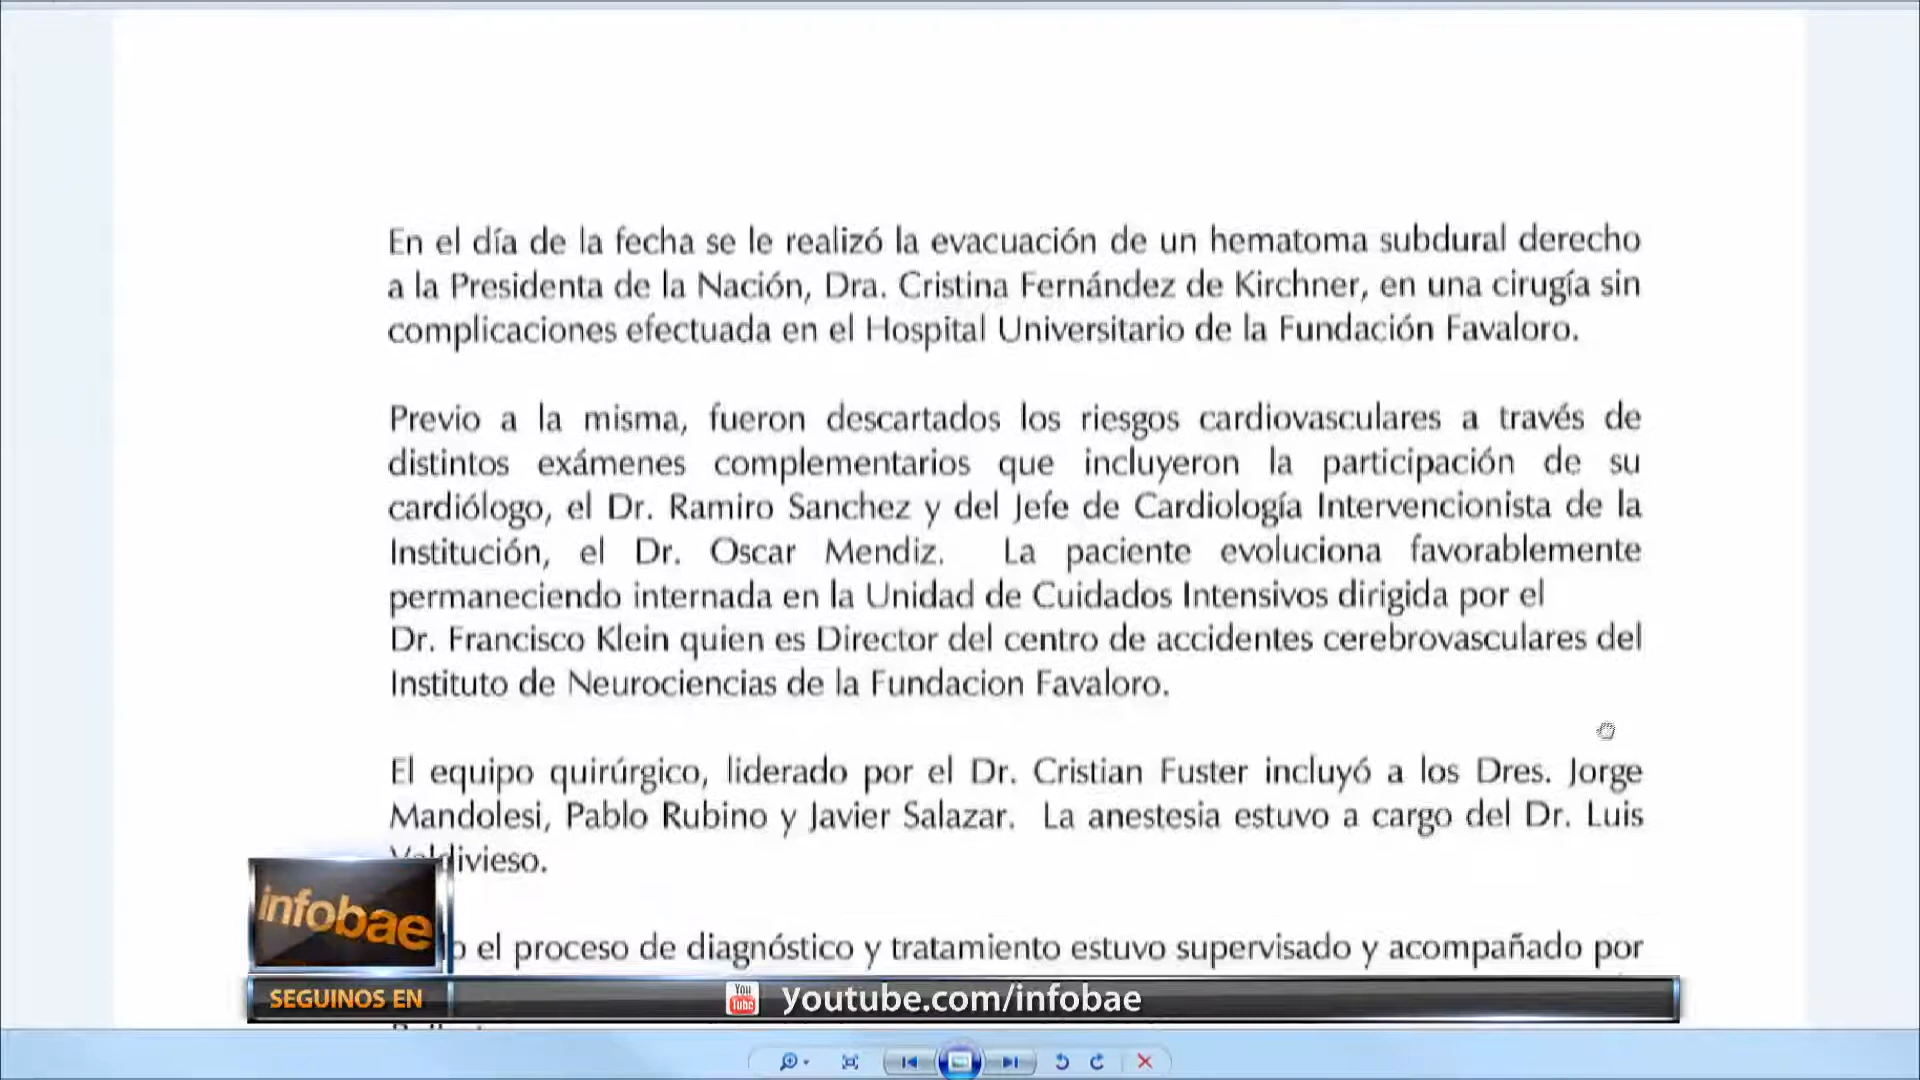 En el día de la fecha se le realizó la evacuación de un hematoma subdural derecho
a la Presidenta de la Nación, Dra. Cristina Fernández de Kirchner, en una cirugía sin
complicaciones efectuada en el Hospital Universitario de la Fundación Favaloro.
Previo a la misma, fueron descartados los riesgos cardiovasculares a través de
distintos exámenes complementarios que incluyeron la participación de su
cardiólogo, el Dr. Ramiro Sanchez y del Jefe de Cardiología Intervencionista de la
Institución, el Dr. Oscar Mendiz. La paciente evoluciona favorablemente
permaneciendo internada en la Unidad de Cuidados Intensivos dirigida por el
Dr. Francisco Klein quien es Director del centro de accidentes cerebrovasculares del
Instituto de Neurociencias de la Fundacion Favaloro.
El equipo quirúrgico, liderado por el Dr. Cristian Fuster incluyó a los Dres. Jorge
Mandolesi, Pablo Rubino y Javier Salazar. La anestesia estuvo a cargo del Dr. Luis
Valdivieso.
el proceso de diagnóstico y tratamiento estuvo supervisado y acompañado por
infobae
SEGUINOS EN
You Tube youtube.com/infobae